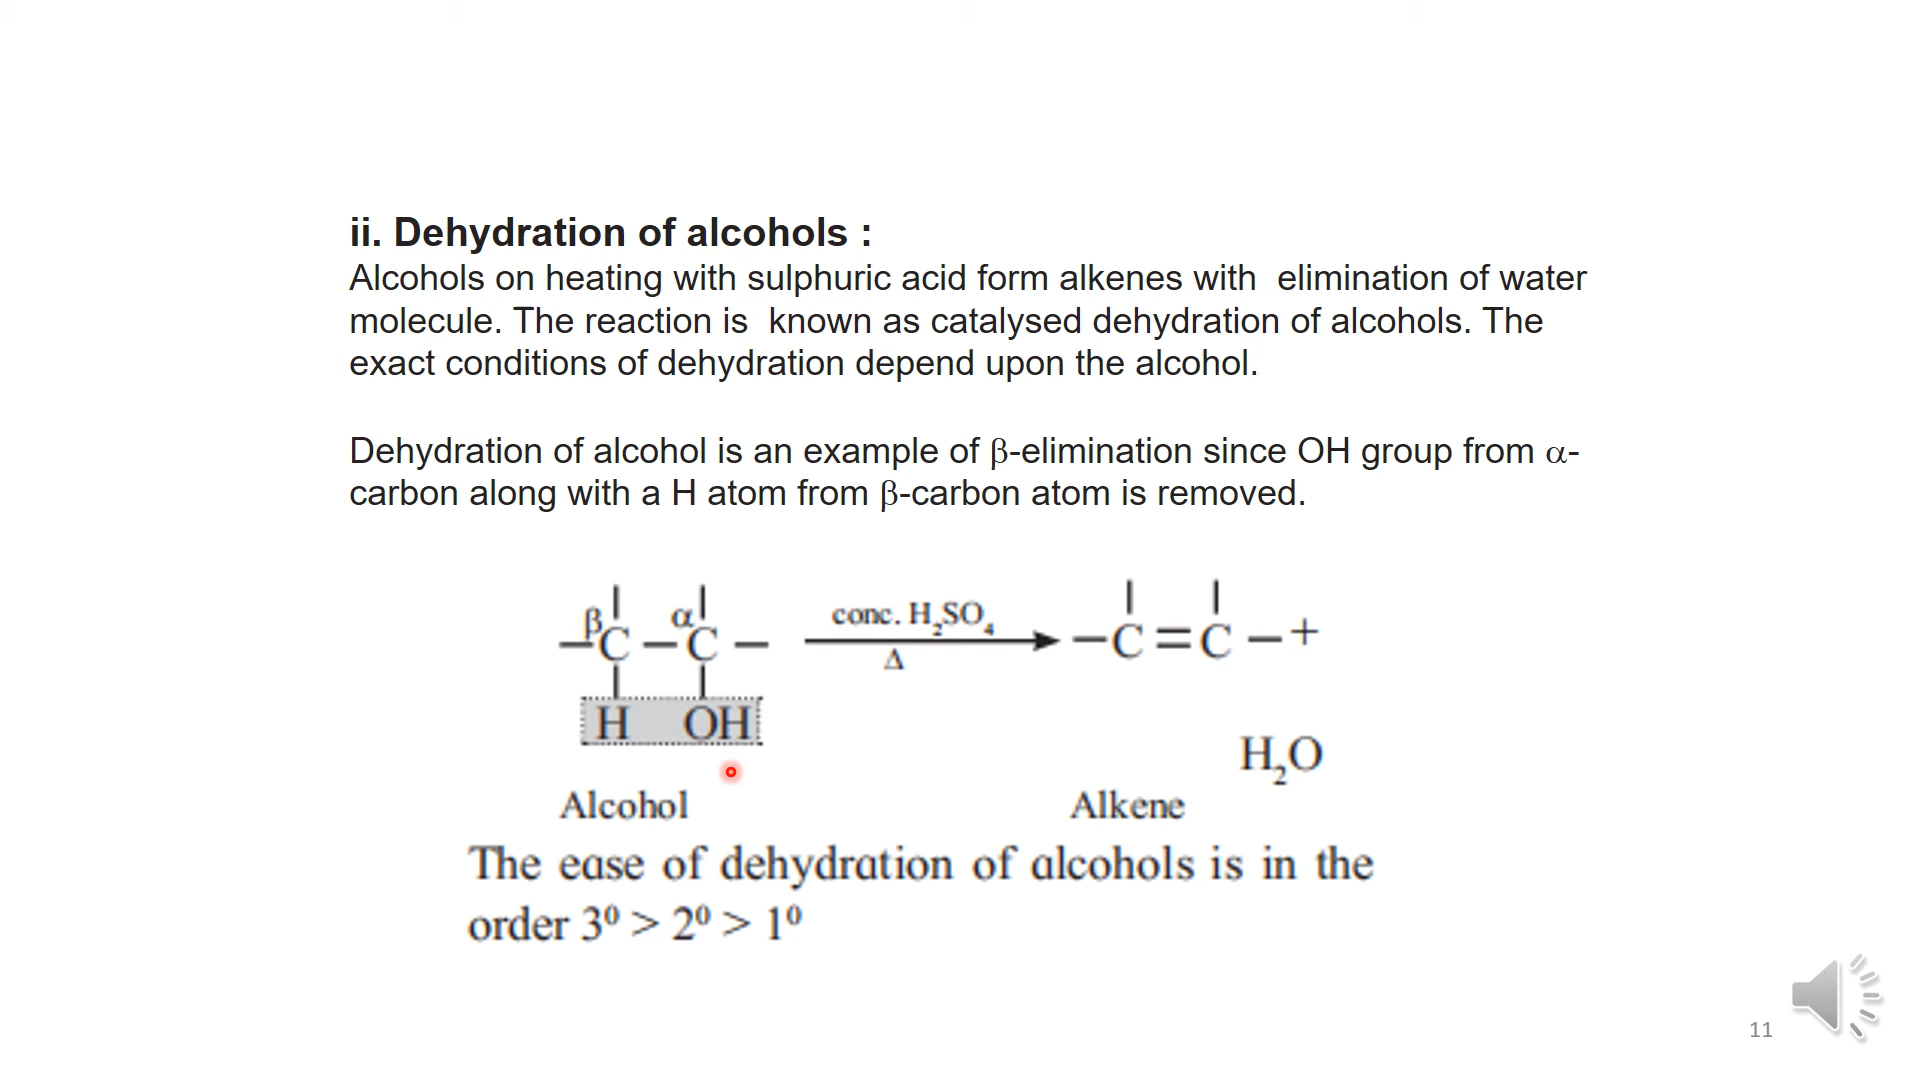 ii. Dehydration of alcohols :
Alcohols on heating with sulphuric acid form alkenes with  elimination of water
molecule. The reaction is  known as catalysed dehydration of alcohols. The
exact conditions of dehydration depend upon the alcohol.
Dehydration of alcohol is an example of β-elimination since OH group from α-
carbon along with a H atom from β-carbon atom is removed.
β α
–C–C– conc. H₂SO₄ –C=C–+
Δ
H OH
H₂O
Alcohol Alkene
The ease of dehydration of alcohols is in the
order 3⁰ > 2⁰ > 1⁰
11